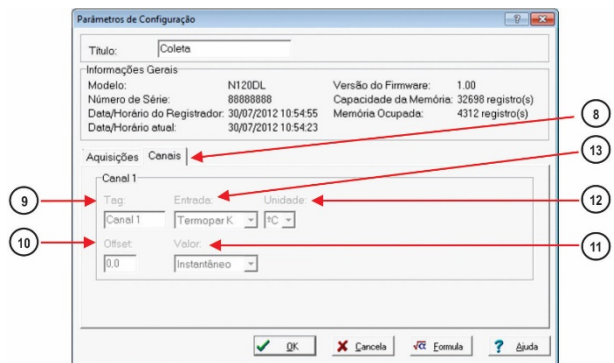 Parâmetros de Configuração
Título: Coleta
Informações Gerais
Modelo: N120DL Versão do Firmware: 1.00
Número de Série: 88888888 Capacidade da Memória: 32698 registro(s)
Data/Horário do Registrador: 30/07/2012 10:54:55 Memória Ocupada: 4312 registro(s)
Data/Horário atual: 30/07/2012 10:54:23
8
Aquisições Canais
13
Canal 1
9 Tag: Entrada: Unidade: 12
Canal 1 Termopar K ºC
10 Offset: Valor: 11
0,0 Instantâneo
OK Cancela √Ct Formula ? Ajuda